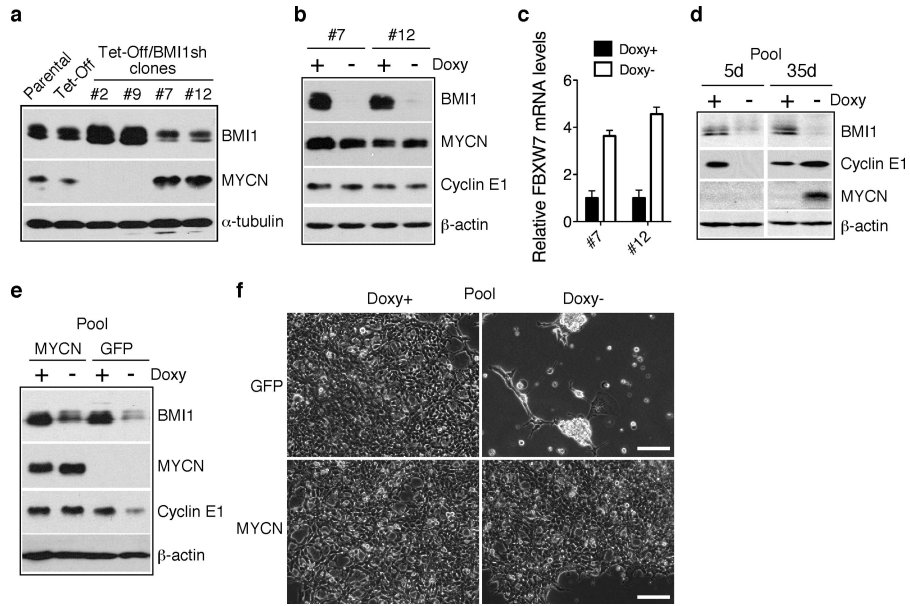 a
Parental
Tet-Off
Tet-Off/BMI1sh
clones
#2 #9 #7 #12
BMI1
MYCN
α-tubulin
b
#7 #12
+ - + - Doxy
BMI1
MYCN
Cyclin E1
β-actin
c
Relative FBXW7 mRNA levels
Doxy+
Doxy-
6
4
2
0
#7
#12
d
Pool
5d 35d
+ - + - Doxy
BMI1
Cyclin E1
MYCN
β-actin
e
Pool
MYCN GFP
+ - + - Doxy
BMI1
MYCN
Cyclin E1
β-actin
f
Doxy+ Pool Doxy-
GFP
MYCN